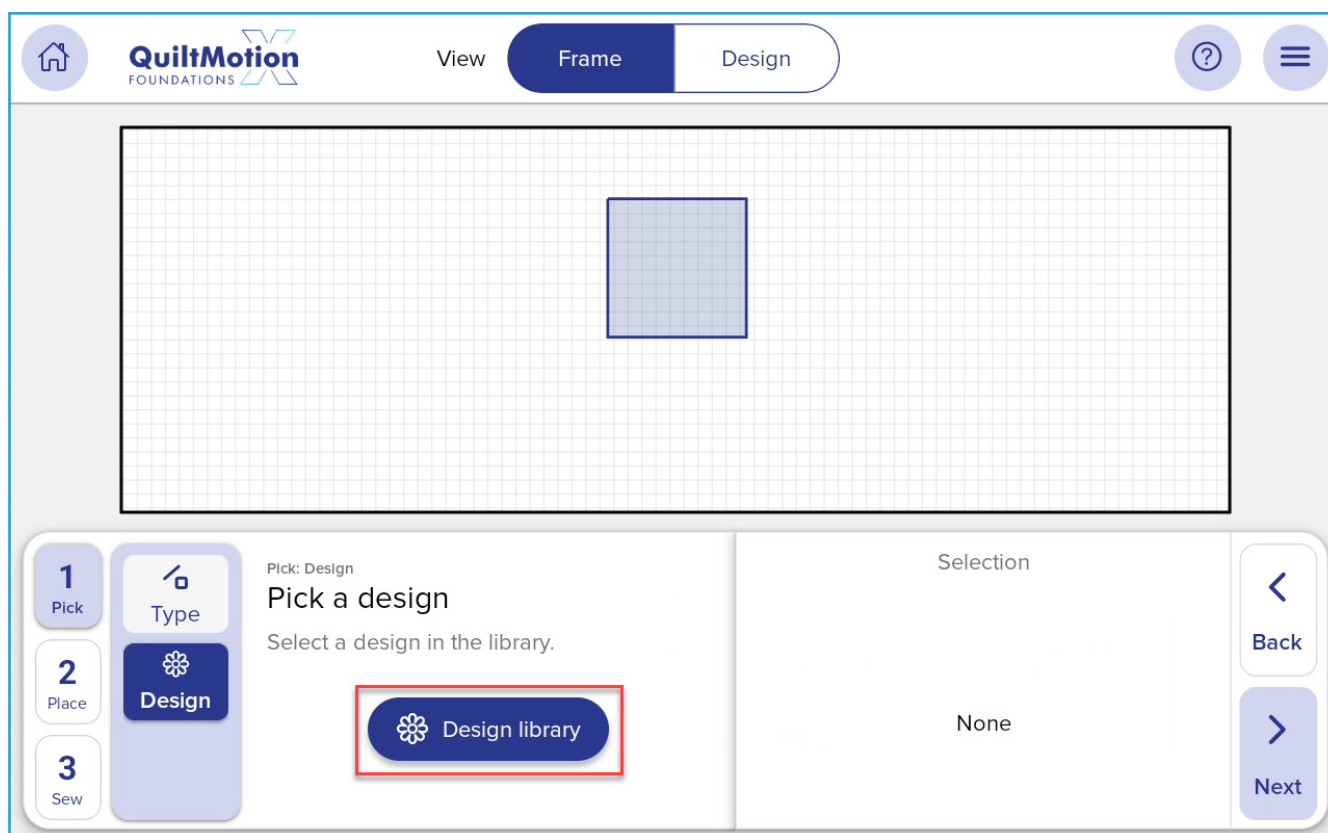 QuiltMotion
FOUNDATIONS
View
Frame
Design
?
1
Pick
2
Place
3
Sew
Type
Design
Pick: Design
Pick a design
Select a design in the library.
Design library
Selection
None
Back
Next